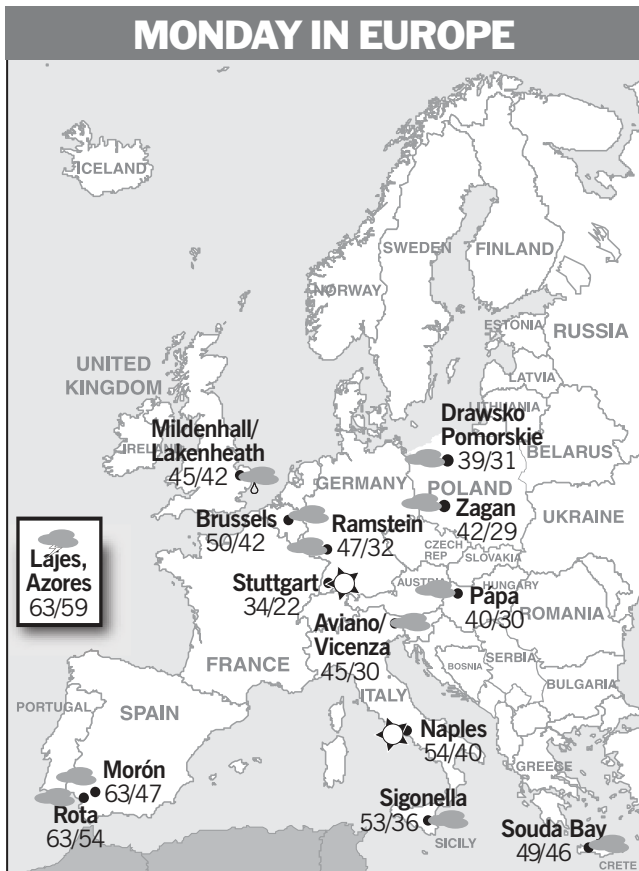 MONDAY IN EUROPE
ICELAND
SWEDEN
FINLAND
NORWAY
ESTONIA
RUSSIA
LATVIA
LITHUANIA
UNITED
KINGDOM
IRELAND
Mildenhall/
Lakenheath
45/42
Drawsko
Pomorskie
39/31
BELARUS
GERMANY
POLAND
Zagan
42/29
Brussels
50/42
Ramstein
47/32
UKRAINE
Lajes,
Azores
63/59
CZECH
REP
SLOVAKIA
Stuttgart
34/22
AUSTRIA
HUNGARY
Pápa
40/30
ROMANIA
Aviano/
Vicenza
45/30
FRANCE
BOSNIA
SERBIA
BULGARIA
ITALY
PORTUGAL
SPAIN
Naples
54/40
GREECE
Morón
63/47
Rota
63/54
Sigonella
53/36
SICILY
Souda Bay
49/46
CRETE